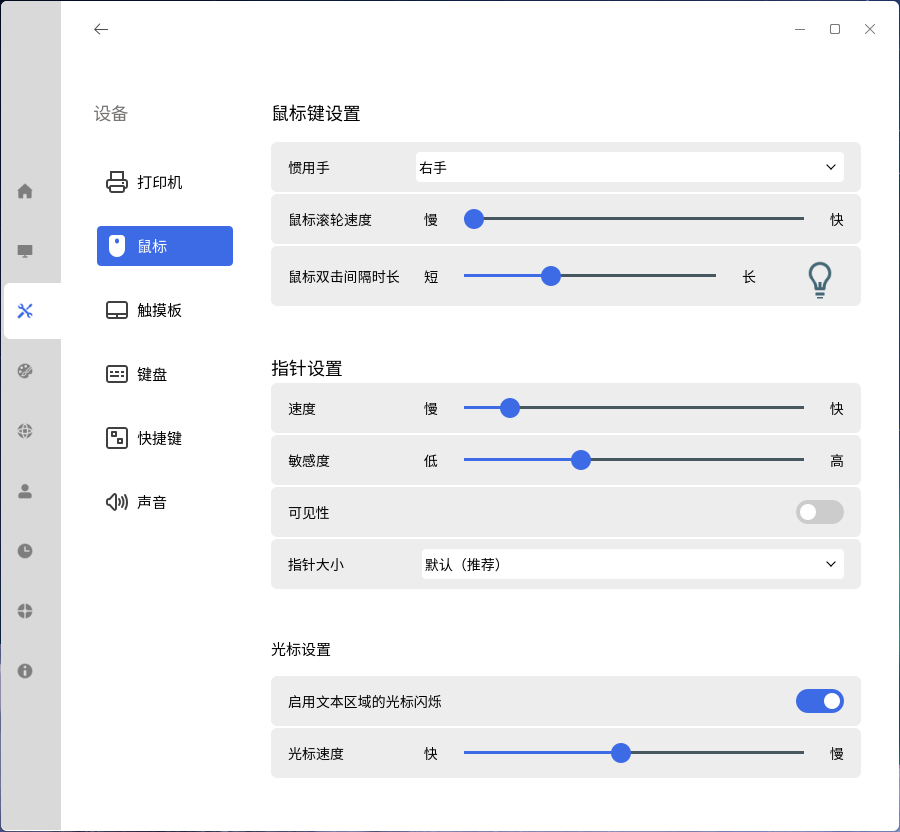 设备
打印机
鼠标
触摸板
键盘
快捷键
声音
鼠标键设置
惯用手 右手
鼠标滚轮速度 慢 快
鼠标双击间隔时长 短 长
指针设置
速度 慢 快
敏感度 低 高
可见性
指针大小 默认（推荐）
光标设置
启用文本区域的光标闪烁
光标速度 快 慢